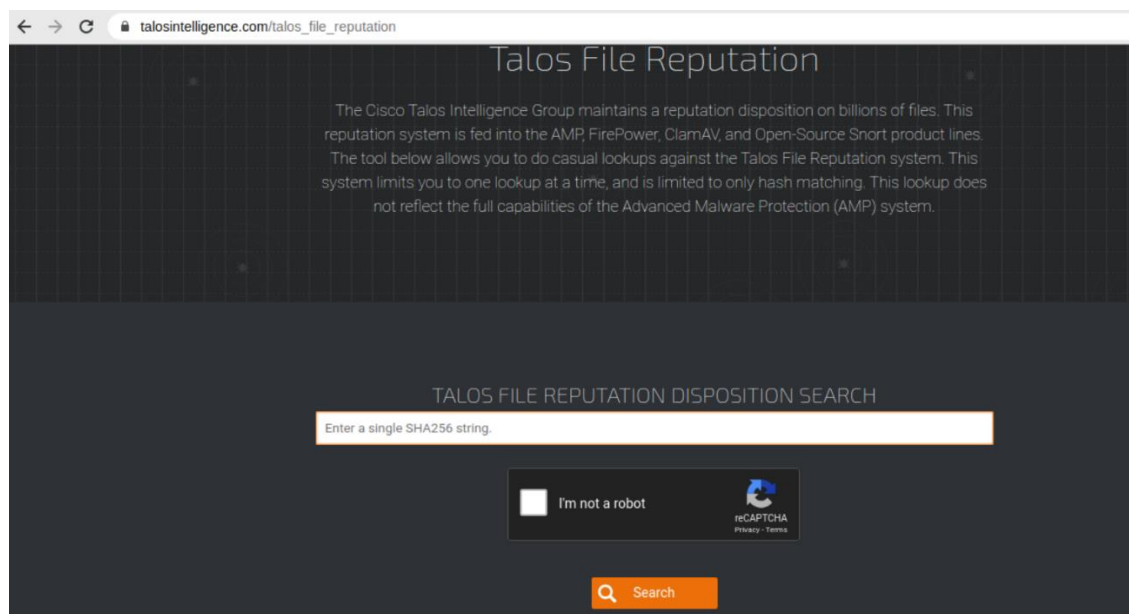 talosintelligence.com/talos_file_reputation
Talos File Reputation
The Cisco Talos Intelligence Group maintains a reputation disposition on billions of files. This
reputation system is fed into the AMP, FirePower, ClamAV, and Open-Source Snort product lines.
The tool below allows you to do casual lookups against the Talos File Reputation system. This
system limits you to one lookup at a time, and is limited to only hash matching. This lookup does
not reflect the full capabilities of the Advanced Malware Protection (AMP) system.
TALOS FILE REPUTATION DISPOSITION SEARCH
Enter a single SHA256 string.
I'm not a robot
reCAPTCHA
Privacy - Terms
Search